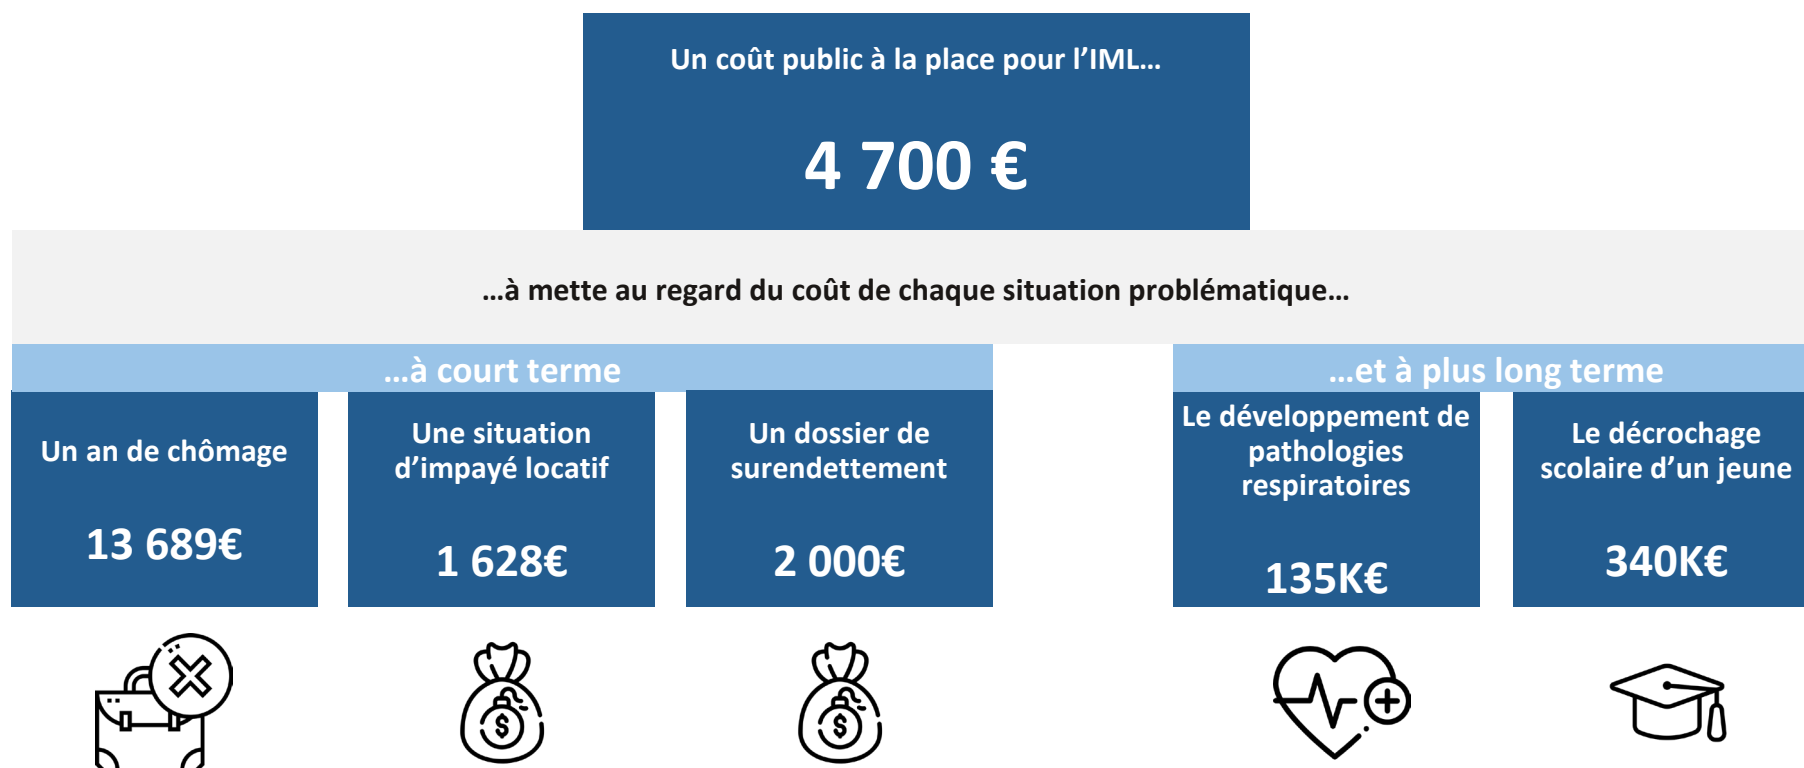 Un coût public à la place pour l’IML…
4 700 €
…à mette au regard du coût de chaque situation problématique…
…à court terme
…et à plus long terme
Un an de chômage
13 689€
Une situation
d’impayé locatif
1 628€
Un dossier de
surendettement
2 000€
Le développement de
pathologies
respiratoires
135K€
Le décrochage
scolaire d’un jeune
340K€
$
$